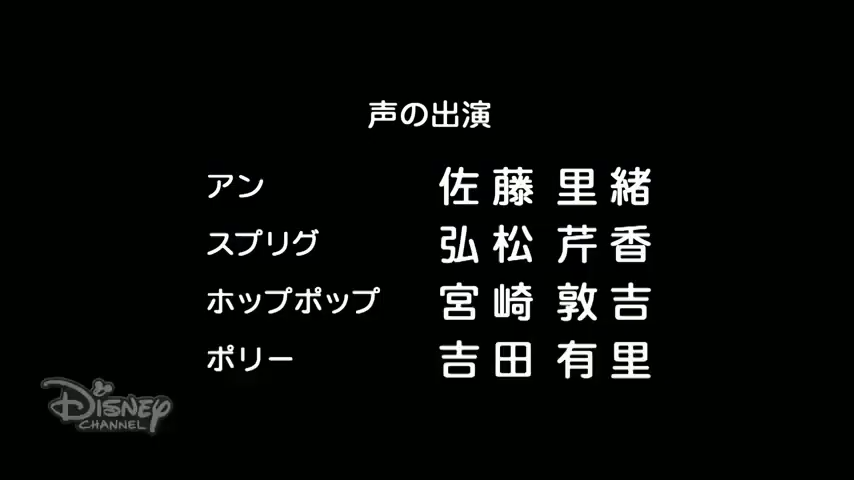 声の出演
アン 佐藤 里緒
スプリグ 弘松 芹香
ホップポップ 宮崎 敦吉
ポリー 吉田 有里
Disney
CHANNEL